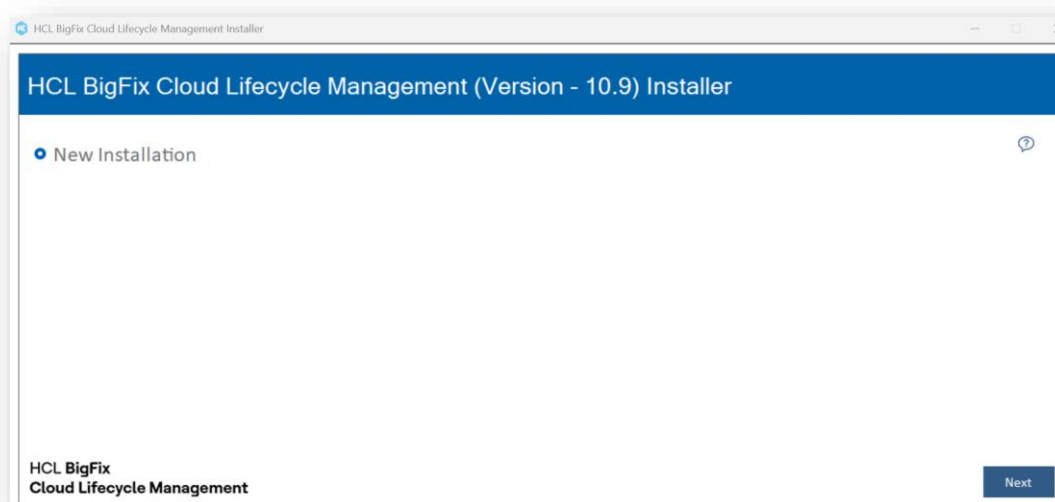 HCL BigFix Cloud Lifecycle Management Installer
HCL BigFix Cloud Lifecycle Management (Version - 10.9) Installer
New Installation
HCL BigFix
Cloud Lifecycle Management
Next